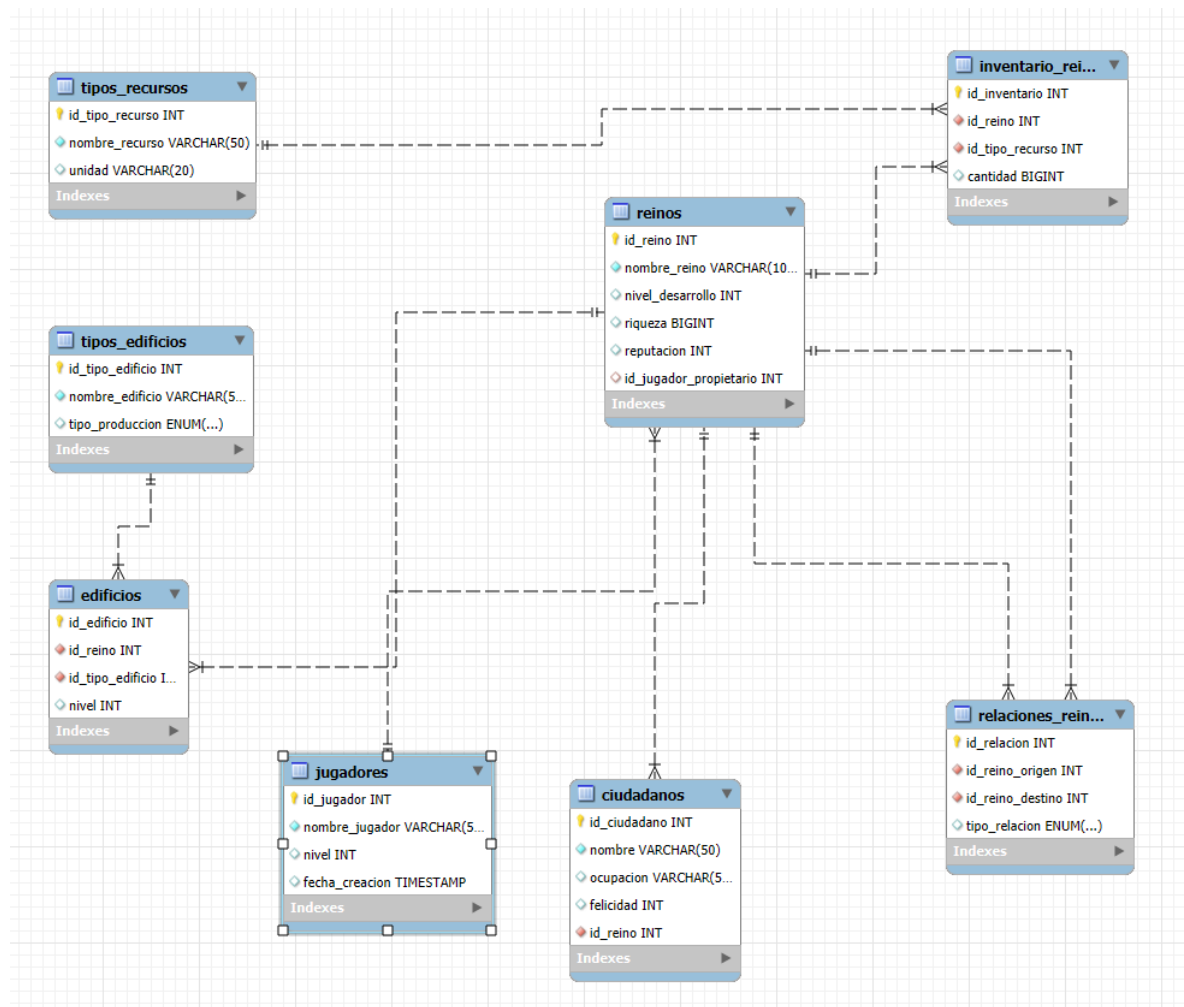 tipos_recursos
id_tipo_recurso INT
nombre_recurso VARCHAR(50)
unidad VARCHAR(20)
Indexes
inventario_rei...
id_inventario INT
id_reino INT
id_tipo_recurso INT
cantidad BIGINT
Indexes
reinos
id_reino INT
nombre_reino VARCHAR(10...
nivel_desarrollo INT
riqueza BIGINT
reputacion INT
id_jugador_propietario INT
Indexes
tipos_edificios
id_tipo_edificio INT
nombre_edificio VARCHAR(5...
tipo_produccion ENUM(...)
Indexes
edificios
id_edificio INT
id_reino INT
id_tipo_edificio I...
nivel INT
Indexes
jugadores
id_jugador INT
nombre_jugador VARCHAR(5...
nivel INT
fecha_creacion TIMESTAMP
Indexes
ciudadanos
id_ciudadano INT
nombre VARCHAR(50)
ocupacion VARCHAR(5...
felicidad INT
id_reino INT
Indexes
relaciones_rein...
id_relacion INT
id_reino_origen INT
id_reino_destino INT
tipo_relacion ENUM(...)
Indexes